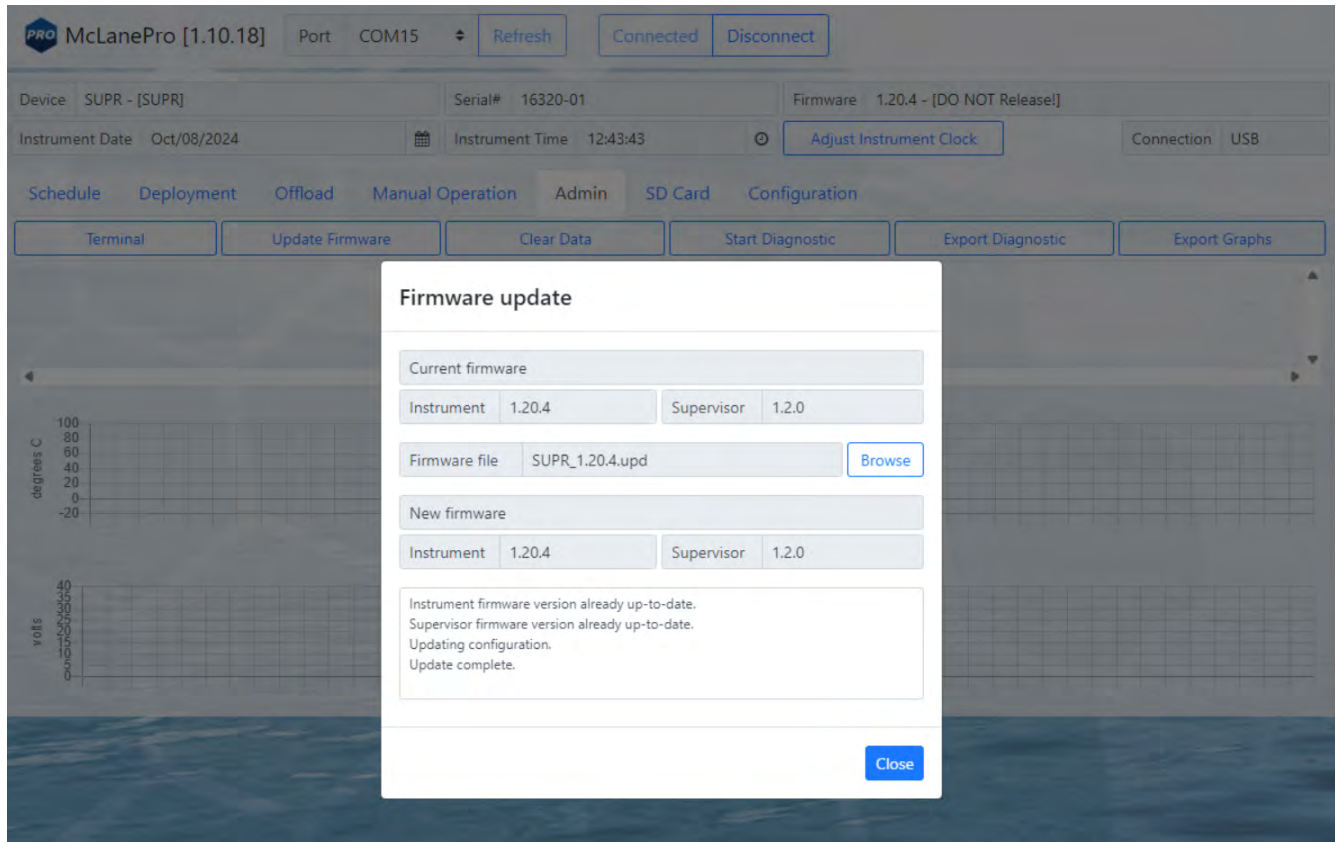 PRO McLanePro [1.10.18] Port COM15 Refresh Connected Disconnect
Device SUPR - [SUPR] Serial# 16320-01 Firmware 1.20.4 - [DO NOT Release!]
Instrument Date Oct/08/2024 Instrument Time 12:43:43 Adjust Instrument Clock Connection USB
Schedule Deployment Offload Manual Operation Admin SD Card Configuration
Terminal Update Firmware Clear Data Start Diagnostic Export Diagnostic Export Graphs
Firmware update
Current firmware
Instrument 1.20.4 Supervisor 1.2.0
Firmware file SUPR_1.20.4.upd Browse
New firmware
Instrument 1.20.4 Supervisor 1.2.0
Instrument firmware version already up-to-date.
Supervisor firmware version already up-to-date.
Updating configuration.
Update complete.
Close
degrees C
100
80
60
40
20
0
-20
volts
40
35
30
25
20
15
10
5
0